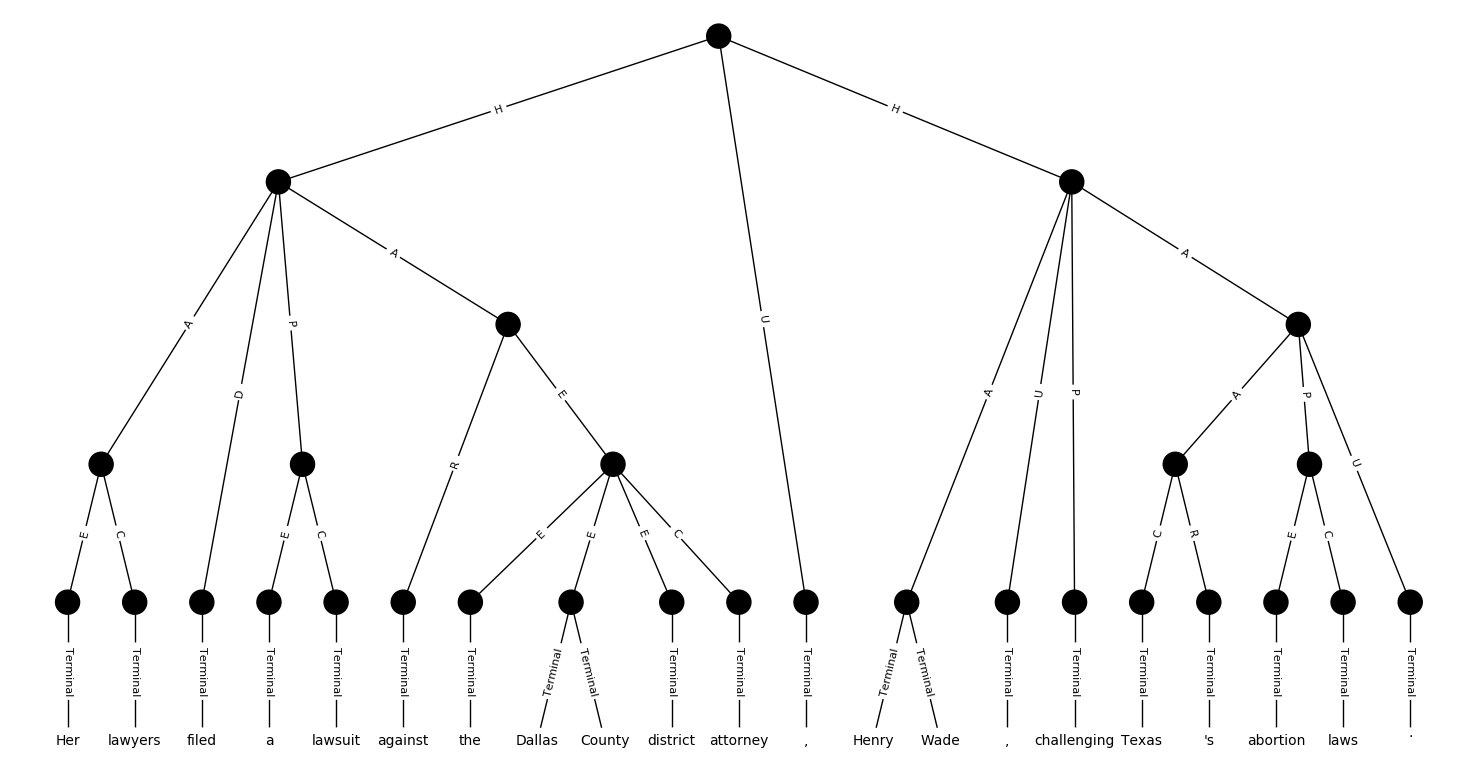 H H
A A
A P E U A P
D A U P
R U
E C E C E E E C C R E C
Terminal Terminal Terminal Terminal Terminal Terminal Terminal Terminal Terminal Terminal Terminal Terminal Terminal Terminal Terminal Terminal Terminal Terminal Terminal Terminal Terminal
Her lawyers filed a lawsuit against the Dallas County district attorney , Henry Wade , challenging Texas 's abortion laws .